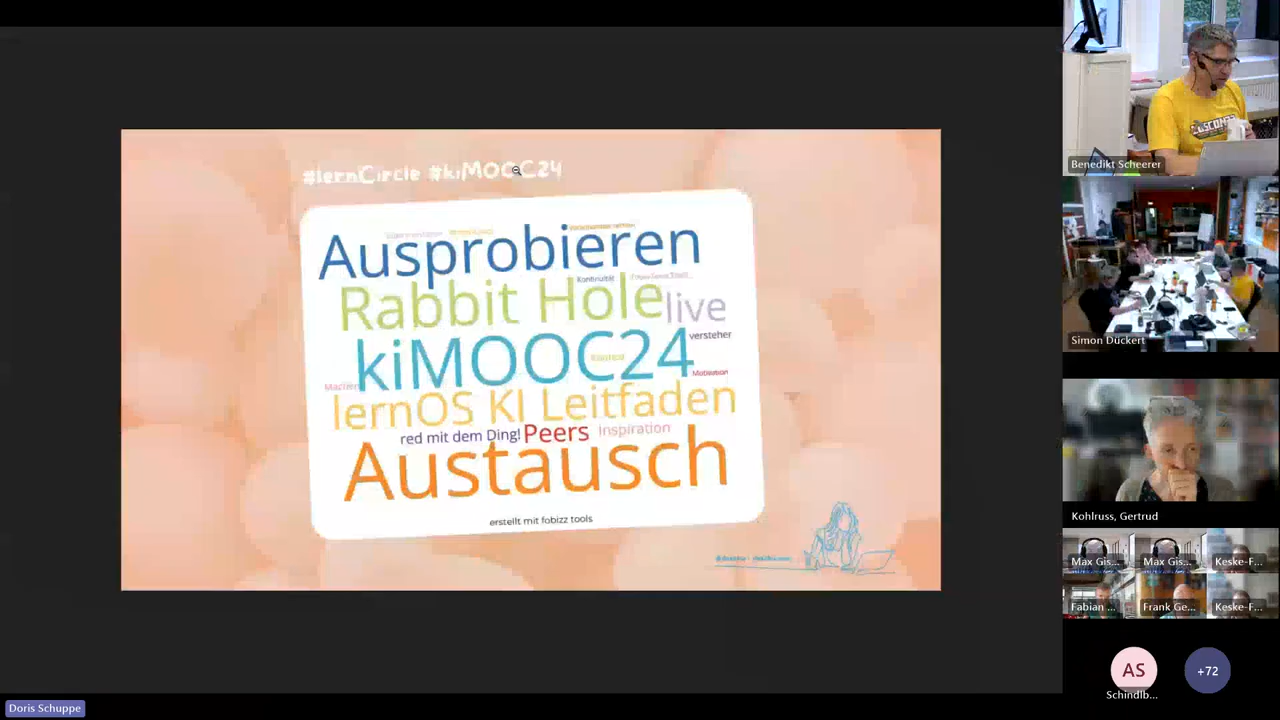 #lernCircle #kiMOOC24
Ausprobieren
Kontinuität
Rabbit Hole
live
kiMOOC24
versteher
Motivation
Machen
lernOS KI Leitfaden
red mit dem Ding!
Peers
Inspiration
Austausch
erstellt mit fobizz tools
Benedikt Scheerer
Simon Dückert
Kohlruss, Gertrud
Max Gis...
Max Gis...
Keske-F...
Fabian ...
Frank Ge...
Keske-F...
AS
+72
Schindlb...
Doris Schuppe